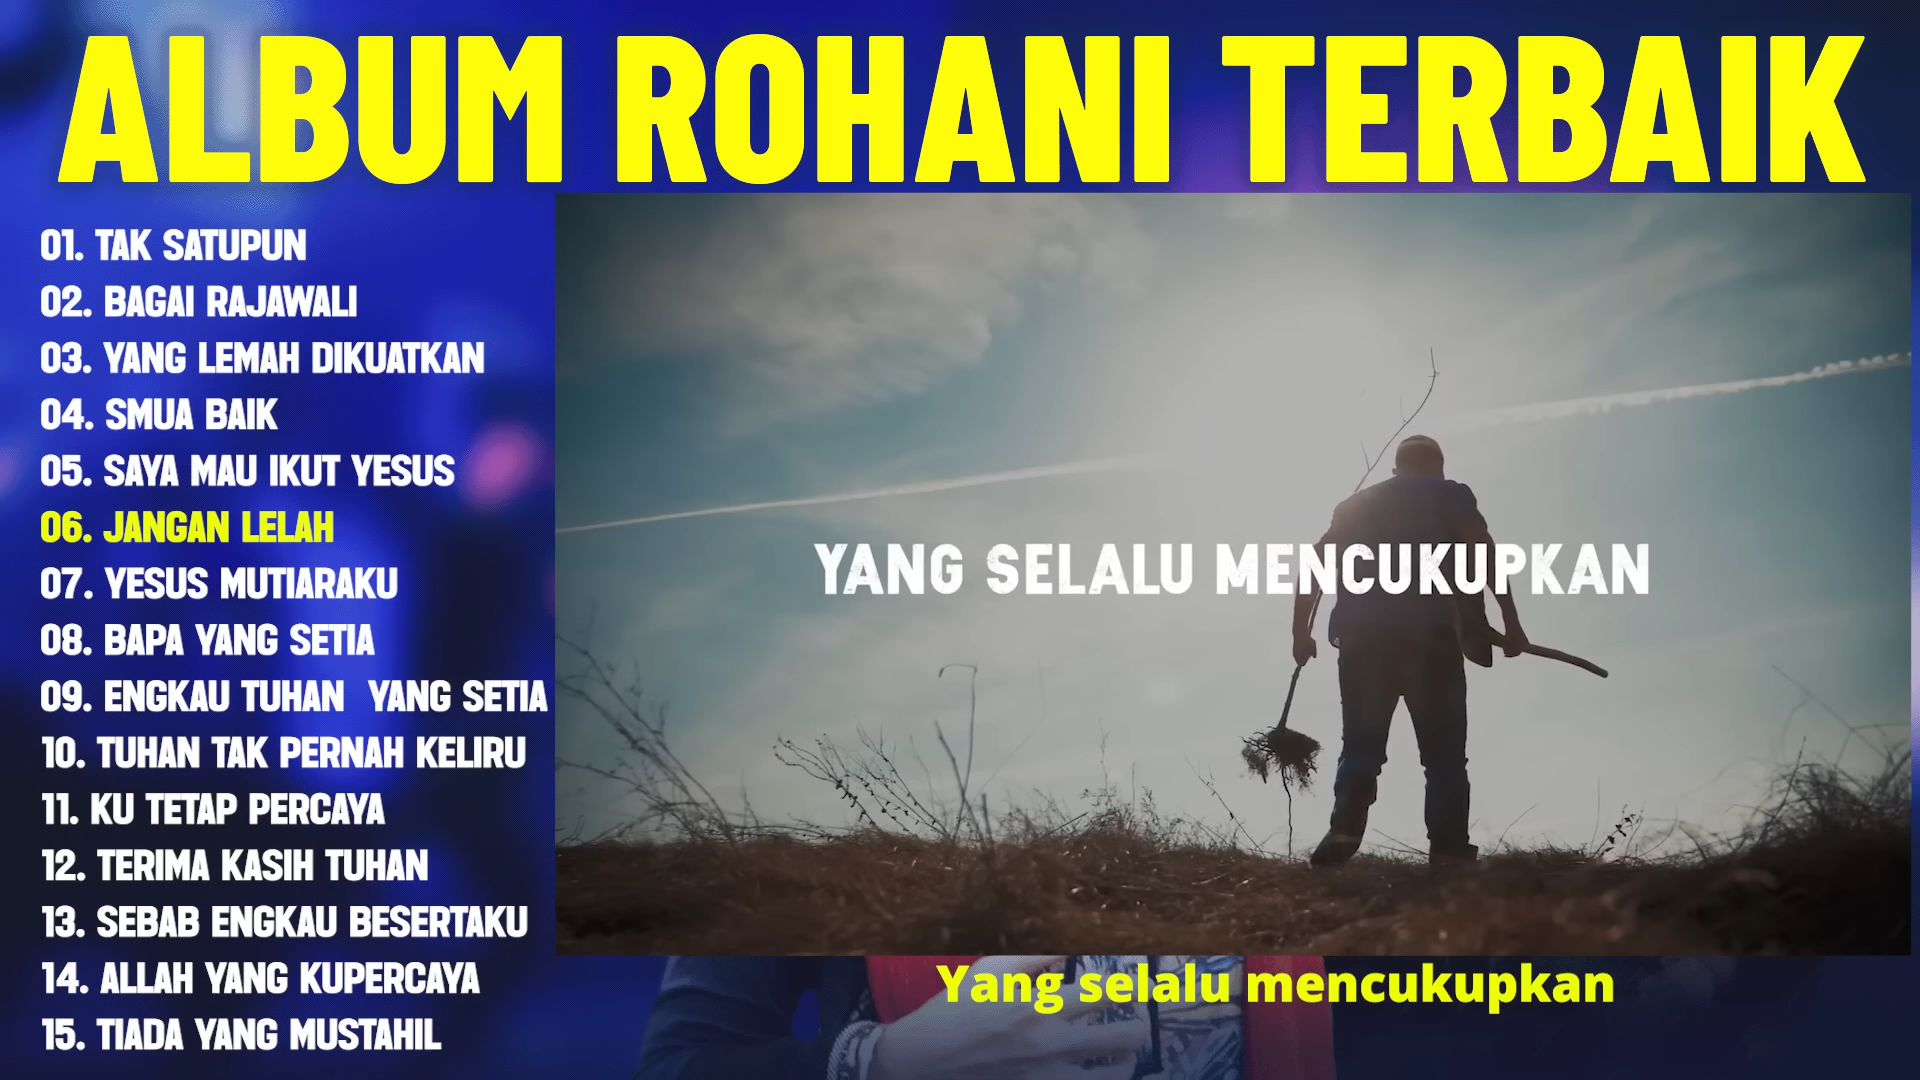 ALBUM ROHANI TERBAIK
01. TAK SATUPUN
02. BAGAI RAJAWALI
03. YANG LEMAH DIKUATKAN
04. SMUA BAIK
05. SAYA MAU IKUT YESUS
06. JANGAN LELAH
07. YESUS MUTIARAKU
08. BAPA YANG SETIA
09. ENGKAU TUHAN YANG SETIA
10. TUHAN TAK PERNAH KELIRU
11. KU TETAP PERCAYA
12. TERIMA KASIH TUHAN
13. SEBAB ENGKAU BESERTAKU
14. ALLAH YANG KUPERCAYA
15. TIADA YANG MUSTAHIL
YANG SELALU MENCUKUPKAN
Yang selalu mencukupkan